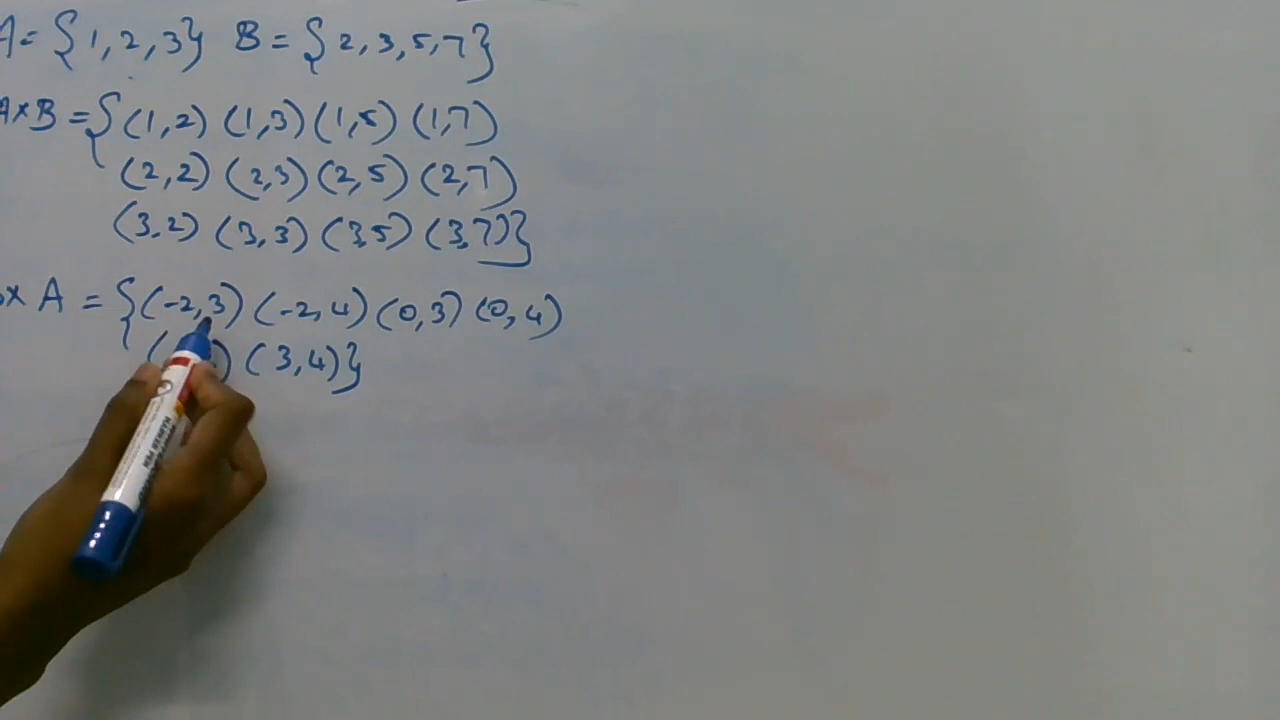 A = {1, 2, 3} B = {2, 3, 5, 7}
A×B = {(1,2) (1,3) (1,5) (1,7)
(2,2) (2,3) (2,5) (2,7)
(3,2) (3,3) (3,5) (3,7)}
× A = {(-2,3) (-2,4) (0,3) (0,4)
(3,4)}